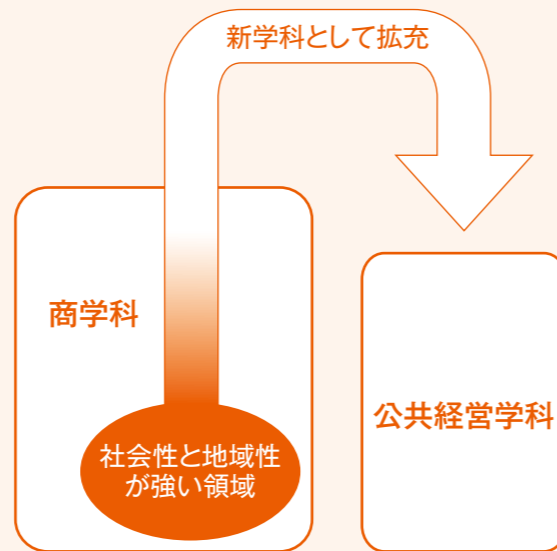 新学科として拡充
商学科
社会性と地域性
が強い領域
公共経営学科